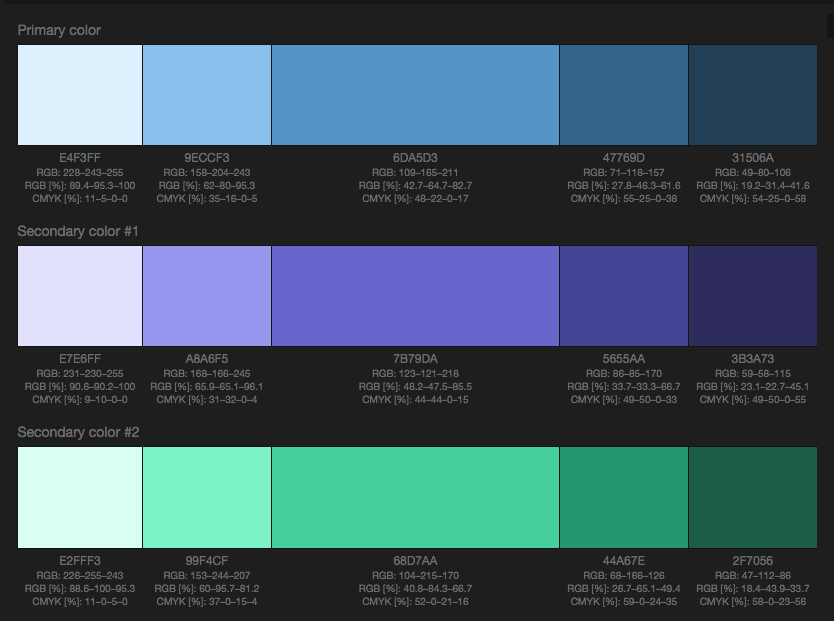 Primary color
E4F3FF 9ECCF3 6DA5D3 47769D 31506A
RGB: 228–243–255 RGB: 158–204–243 RGB: 109–165–211 RGB: 71–118–157 RGB: 49–80–106
RGB [%]: 89.4–95.3–100 RGB [%]: 62–80–95.3 RGB [%]: 42.7–64.7–82.7 RGB [%]: 27.8–46.3–61.6 RGB [%]: 19.2–31.4–41.6
CMYK [%]: 11–5–0–0 CMYK [%]: 35–16–0–5 CMYK [%]: 48–22–0–17 CMYK [%]: 55–25–0–38 CMYK [%]: 54–25–0–58
Secondary color #1
E7E6FF A8A6F5 7B79DA 5655AA 3B3A73
RGB: 231–230–255 RGB: 168–166–245 RGB: 123–121–218 RGB: 86–85–170 RGB: 59–58–115
RGB [%]: 90.6–90.2–100 RGB [%]: 65.9–65.1–96.1 RGB [%]: 48.2–47.5–85.5 RGB [%]: 33.7–33.3–66.7 RGB [%]: 23.1–22.7–45.1
CMYK [%]: 9–10–0–0 CMYK [%]: 31–32–0–4 CMYK [%]: 44–44–0–15 CMYK [%]: 49–50–0–33 CMYK [%]: 49–50–0–55
Secondary color #2
E2FFF3 99F4CF 68D7AA 44A67E 2F7056
RGB: 226–255–243 RGB: 153–244–207 RGB: 104–215–170 RGB: 68–166–126 RGB: 47–112–86
RGB [%]: 88.6–100–95.3 RGB [%]: 60–95.7–81.2 RGB [%]: 40.8–84.3–66.7 RGB [%]: 26.7–65.1–49.4 RGB [%]: 18.4–43.9–33.7
CMYK [%]: 11–0–5–0 CMYK [%]: 37–0–15–4 CMYK [%]: 52–0–21–16 CMYK [%]: 59–0–24–35 CMYK [%]: 58–0–23–56